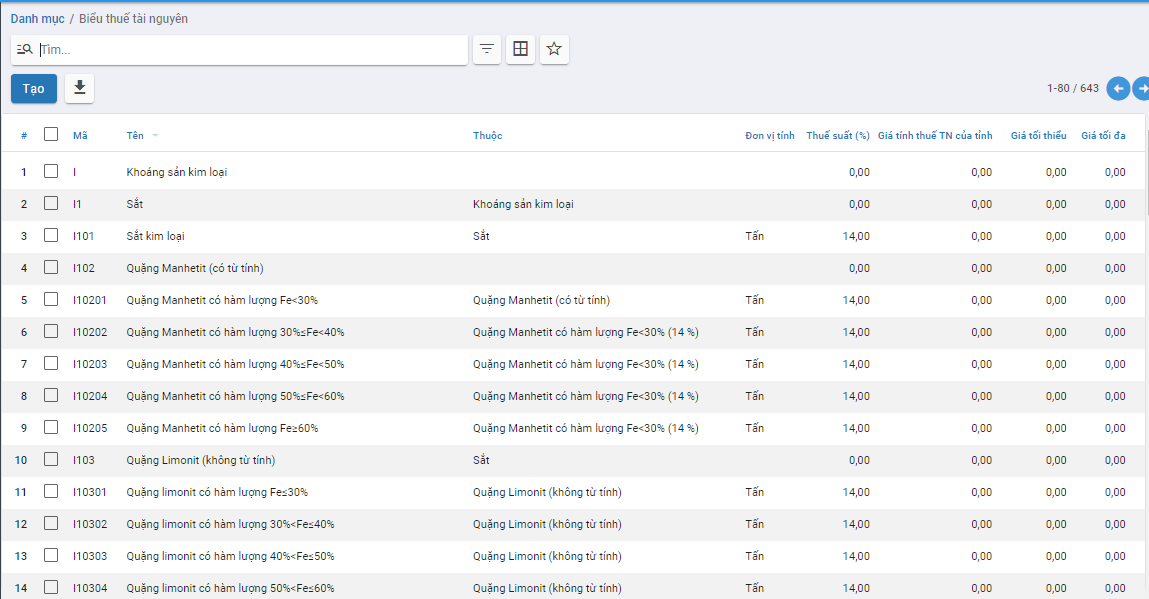 Danh mục / Biểu thuế tài nguyên
Tìm...
Tạo
1-80 / 643
# Mã Tên Thuộc Đơn vị tính Thuế suất (%) Giá tính thuế TN của tỉnh Giá tối thiểu Giá tối đa
1 I Khoáng sản kim loại 0,00 0,00 0,00 0,00
2 I1 Sắt Khoáng sản kim loại 0,00 0,00 0,00 0,00
3 I101 Sắt kim loại Sắt Tấn 14,00 0,00 0,00 0,00
4 I102 Quặng Manhetit (có từ tính) 0,00 0,00 0,00 0,00
5 I10201 Quặng Manhetit có hàm lượng Fe<30% Quặng Manhetit (có từ tính) Tấn 14,00 0,00 0,00 0,00
6 I10202 Quặng Manhetit có hàm lượng 30%≤Fe<40% Quặng Manhetit có hàm lượng Fe<30% (14 %) Tấn 14,00 0,00 0,00 0,00
7 I10203 Quặng Manhetit có hàm lượng 40%≤Fe<50% Quặng Manhetit có hàm lượng Fe<30% (14 %) Tấn 14,00 0,00 0,00 0,00
8 I10204 Quặng Manhetit có hàm lượng 50%≤Fe<60% Quặng Manhetit có hàm lượng Fe<30% (14 %) Tấn 14,00 0,00 0,00 0,00
9 I10205 Quặng Manhetit có hàm lượng Fe≥60% Quặng Manhetit có hàm lượng Fe<30% (14 %) Tấn 14,00 0,00 0,00 0,00
10 I103 Quặng Limonit (không từ tính) Sắt 0,00 0,00 0,00 0,00
11 I10301 Quặng limonit có hàm lượng Fe≤30% Quặng Limonit (không từ tính) Tấn 14,00 0,00 0,00 0,00
12 I10302 Quặng limonit có hàm lượng 30%<Fe≤40% Quặng Limonit (không từ tính) Tấn 14,00 0,00 0,00 0,00
13 I10303 Quặng limonit có hàm lượng 40%<Fe≤50% Quặng Limonit (không từ tính) Tấn 14,00 0,00 0,00 0,00
14 I10304 Quặng limonit có hàm lượng 50%<Fe≤60% Quặng Limonit (không từ tính) Tấn 14,00 0,00 0,00 0,00